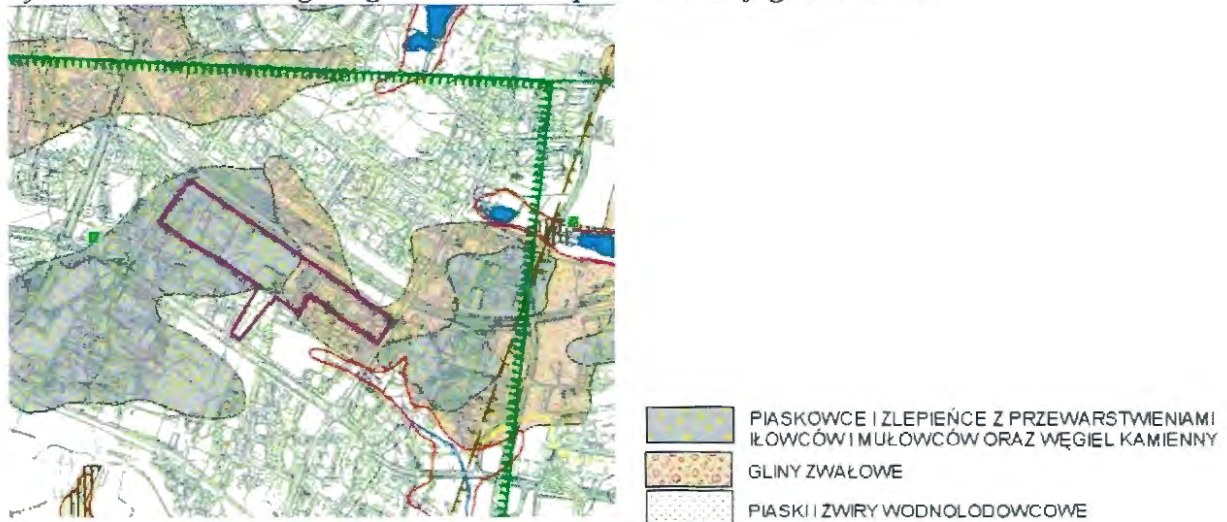 PIASKOWCE I ZLEPIEŃCE Z PRZEWARSTWIENIAMI
IŁOWCÓW I MUŁOWCÓW ORAZ WĘGIEL KAMIENNY
GLINY ZWAŁOWE
PIASKI I ŻWIRY WODNOLODOWCOWE